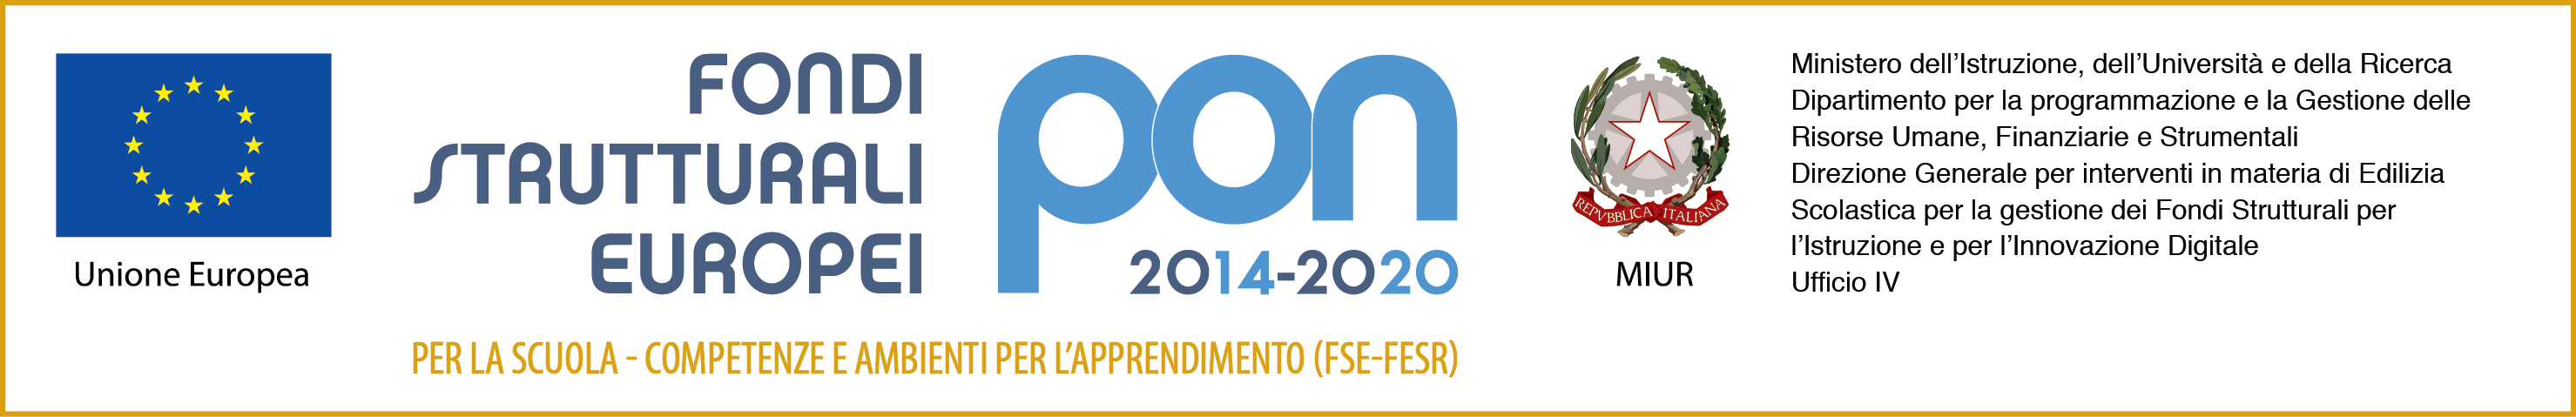 Unione Europea
FONDI
STRUTTURALI
EUROPEI
pon
2014-2020
PER LA SCUOLA - COMPETENZE E AMBIENTI PER L'APPRENDIMENTO (FSE-FESR)
REPVBBLICA ITALIANA
MIUR
Ministero dell'Istruzione, dell'Università e della Ricerca
Dipartimento per la programmazione e la Gestione delle
Risorse Umane, Finanziarie e Strumentali
Direzione Generale per interventi in materia di Edilizia
Scolastica per la gestione dei Fondi Strutturali per
l'Istruzione e per l'Innovazione Digitale
Ufficio IV